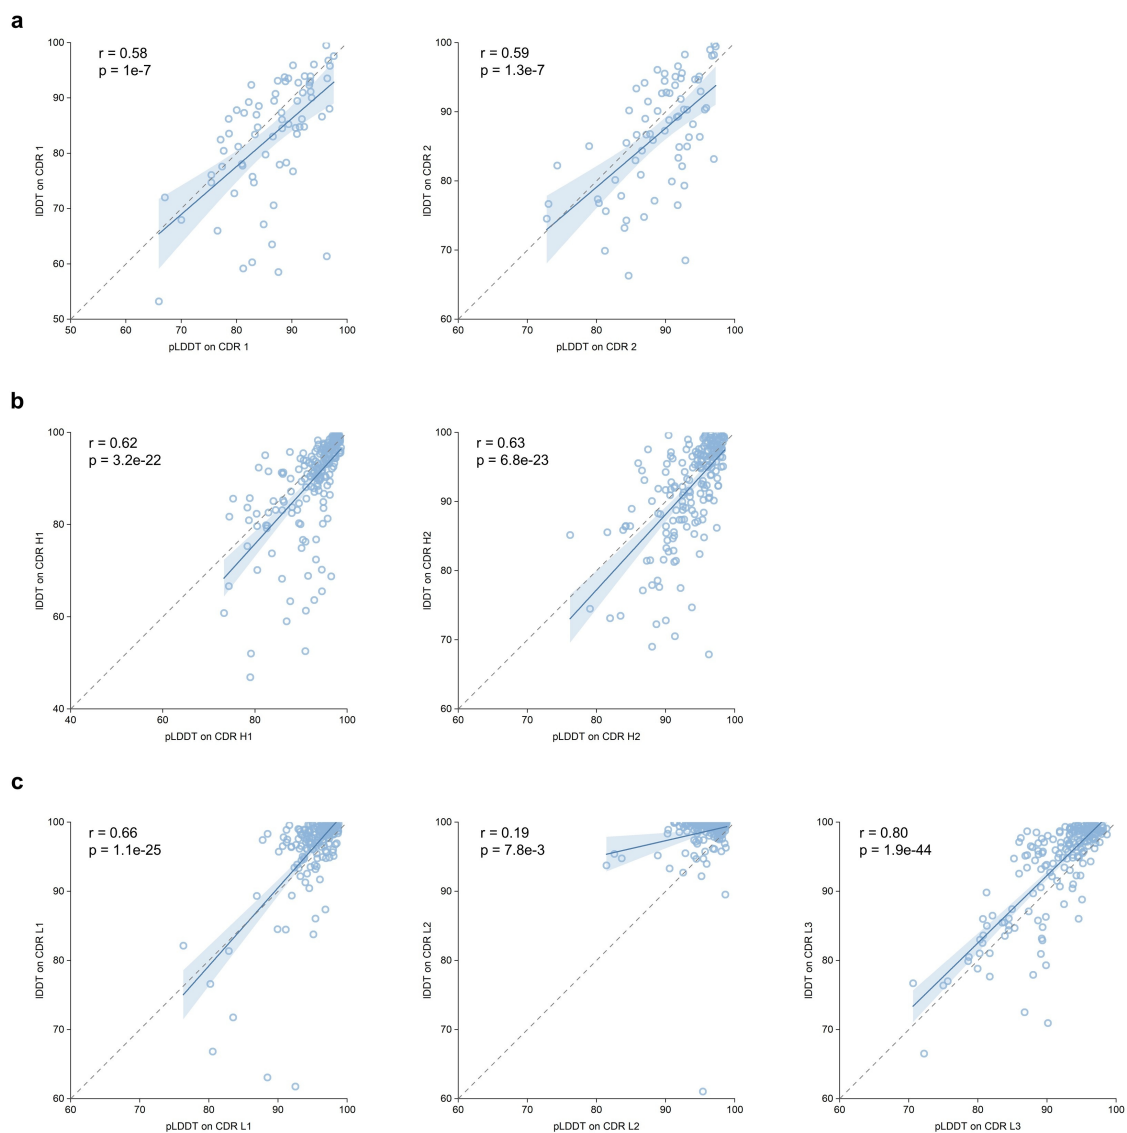 a
r = 0.58
p = 1e-7
100
90
80
70
60
50
lDDT on CDR 1
50 60 70 80 90 100
pLDDT on CDR 1
r = 0.59
p = 1.3e-7
100
90
80
70
60
lDDT on CDR 2
60 70 80 90 100
pLDDT on CDR 2
b
r = 0.62
p = 3.2e-22
100
80
60
40
lDDT on CDR H1
40 60 80 100
pLDDT on CDR H1
r = 0.63
p = 6.8e-23
100
90
80
70
60
lDDT on CDR H2
60 70 80 90 100
pLDDT on CDR H2
c
r = 0.66
p = 1.1e-25
100
90
80
70
60
lDDT on CDR L1
60 70 80 90 100
pLDDT on CDR L1
r = 0.19
p = 7.8e-3
100
90
80
70
60
lDDT on CDR L2
60 70 80 90 100
pLDDT on CDR L2
r = 0.80
p = 1.9e-44
100
90
80
70
60
lDDT on CDR L3
60 70 80 90 100
pLDDT on CDR L3